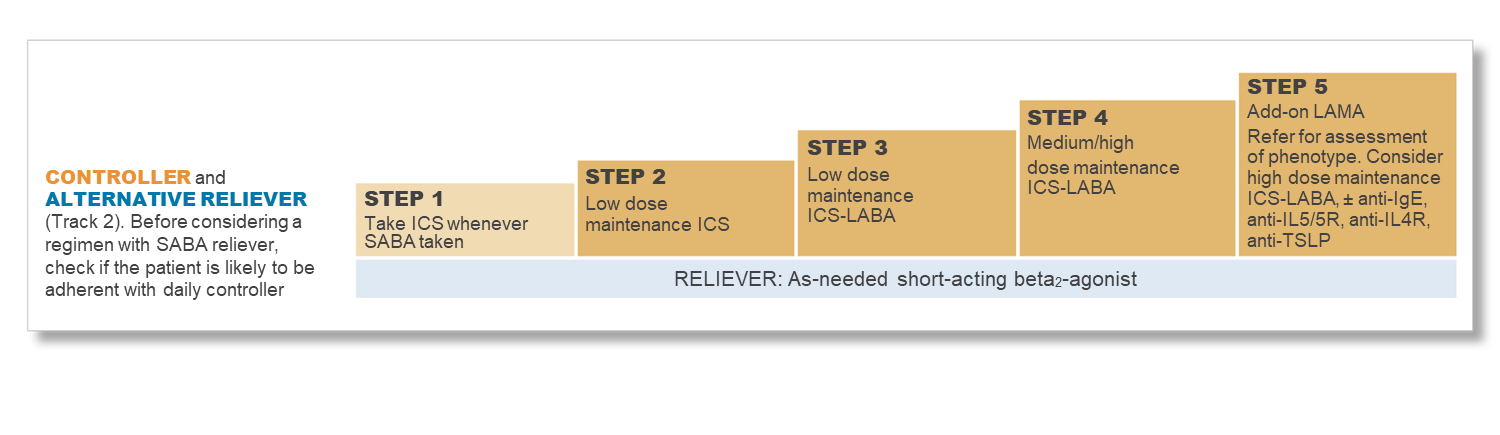 CONTROLLER and
ALTERNATIVE RELIEVER
(Track 2). Before considering a
regimen with SABA reliever,
check if the patient is likely to be
adherent with daily controller
STEP 1
Take ICS whenever
SABA taken
STEP 2
Low dose
maintenance ICS
STEP 3
Low dose
maintenance
ICS-LABA
STEP 4
Medium/high
dose maintenance
ICS-LABA
STEP 5
Add-on LAMA
Refer for assessment
of phenotype. Consider
high dose maintenance
ICS-LABA, ± anti-IgE,
anti-IL5/5R, anti-IL4R,
anti-TSLP
RELIEVER: As-needed short-acting beta₂-agonist